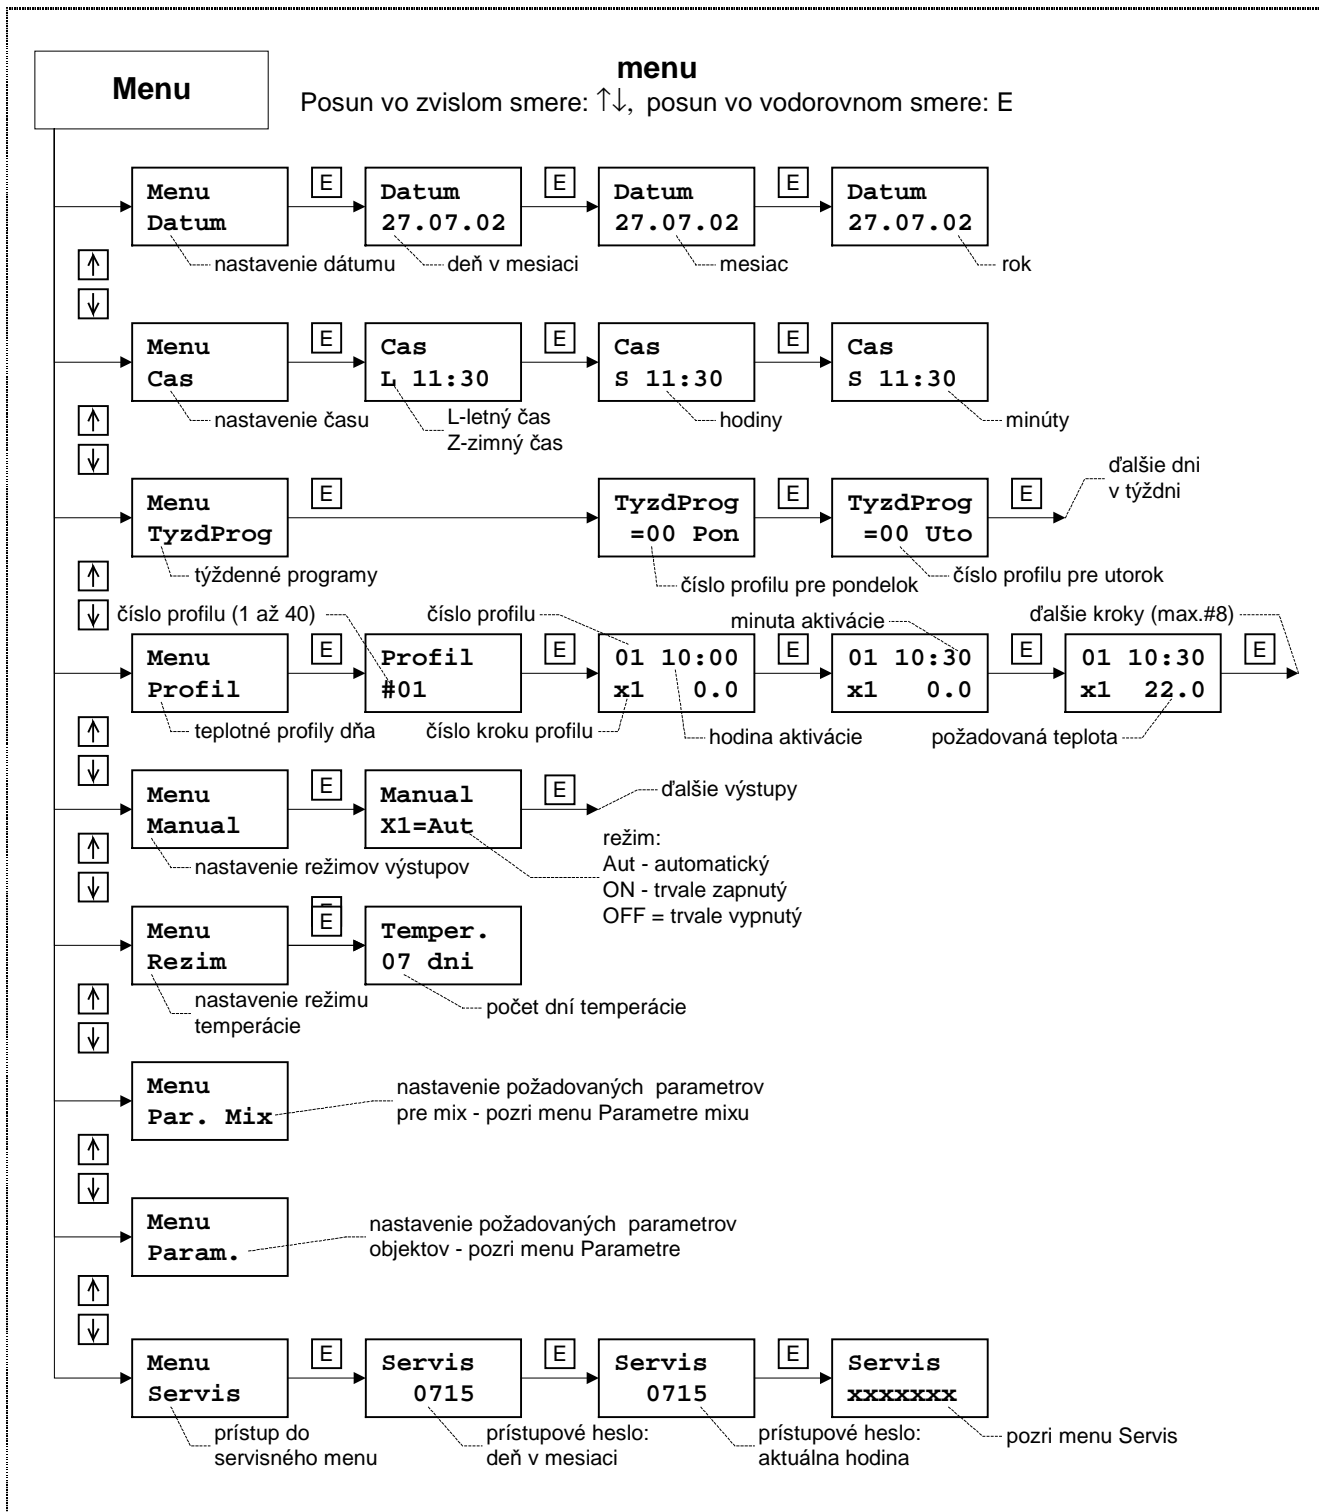 Menu
menu
Posun vo zvislom smere: ↑↓, posun vo vodorovnom smere: E
Menu
Datum
E
Datum
27.07.02
E
Datum
27.07.02
E
Datum
27.07.02
nastavenie dátumu
deň v mesiaci
mesiac
rok
↑
↓
Menu
Cas
E
Cas
L 11:30
E
Cas
S 11:30
E
Cas
S 11:30
nastavenie času
L-letný čas
Z-zimný čas
hodiny
minúty
↑
↓
Menu
TyzdProg
E
TyzdProg
=00 Pon
E
TyzdProg
=00 Uto
E
ďalšie dni
v týždni
týždenné programy
číslo profilu pre pondelok
číslo profilu pre utorok
↑
↓
číslo profilu (1 až 40)
číslo profilu
minuta aktivácie
ďalšie kroky (max.#8)
Menu
Profil
E
Profil
#01
E
01 10:00
x1 0.0
E
01 10:30
x1 0.0
E
01 10:30
x1 22.0
E
teplotné profily dňa
číslo kroku profilu
hodina aktivácie
požadovaná teplota
↑
↓
Menu
Manual
E
Manual
X1=Aut
E
ďalšie výstupy
nastavenie režimov výstupov
režim:
Aut - automatický
ON - trvale zapnutý
OFF = trvale vypnutý
↑
↓
Menu
Rezim
E
Temper.
07 dni
nastavenie režimu
temperácie
počet dní temperácie
↑
↓
Menu
Par. Mix
nastavenie požadovaných parametrov
pre mix - pozri menu Parametre mixu
↑
↓
Menu
Param.
nastavenie požadovaných parametrov
objektov - pozri menu Parametre
↑
↓
Menu
Servis
E
Servis
0715
E
Servis
0715
E
Servis
xxxxxxx
prístup do
servisného menu
prístupové heslo:
deň v mesiaci
prístupové heslo:
aktuálna hodina
pozri menu Servis